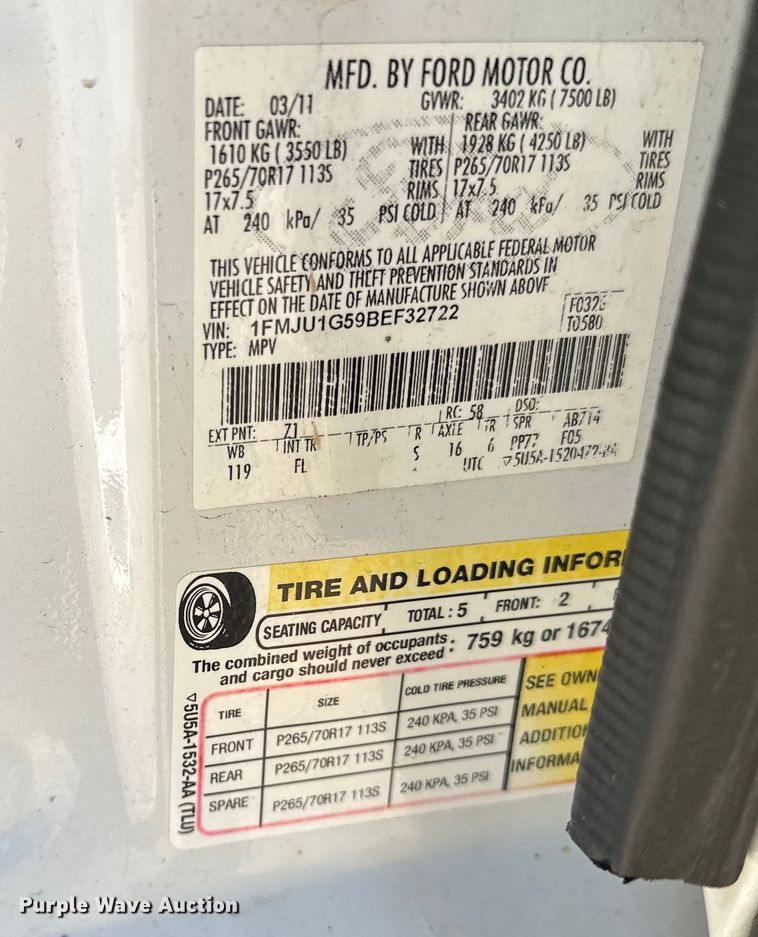 MFD. BY FORD MOTOR CO.
DATE: 03/11 GVWR: 3402 KG ( 7500 LB)
FRONT GAWR: REAR GAWR:
1610 KG ( 3550 LB) WITH 1928 KG ( 4250 LB) WITH
P265/70R17 113S TIRES P265/70R17 113S TIRES
17x7.5 RIMS 17x7.5 RIMS
AT 240 kPa/ 35 PSI COLD AT 240 kPa/ 35 PSI COLD
THIS VEHICLE CONFORMS TO ALL APPLICABLE FEDERAL MOTOR
VEHICLE SAFETY AND THEFT PREVENTION STANDARDS IN
EFFECT ON THE DATE OF MANUFACTURE SHOWN ABOVE
VIN: 1FMJU1G59BEF32722
TYPE: MPV
T0580
EXT PNT: Z1 RC: 58 DSO:
WB INT TR TP/PS R AXLE TR SPR AB714
119 FL S 16 6 PP77 F05
UTC
TIRE AND LOADING INFOR
SEATING CAPACITY TOTAL : 5 FRONT: 2
The combined weight of occupants and cargo should never exceed : 759 kg or 1674
TIRE SIZE COLD TIRE PRESSURE SEE OWN
FRONT P265/70R17 113S 240 KPA, 35 PSI MANUAL
REAR P265/70R17 113S 240 KPA, 35 PSI ADDITION
SPARE P265/70R17 113S 240 KPA, 35 PSI INFORMA
5U5A-1532-AA (TLU)
Purple Wave Auction